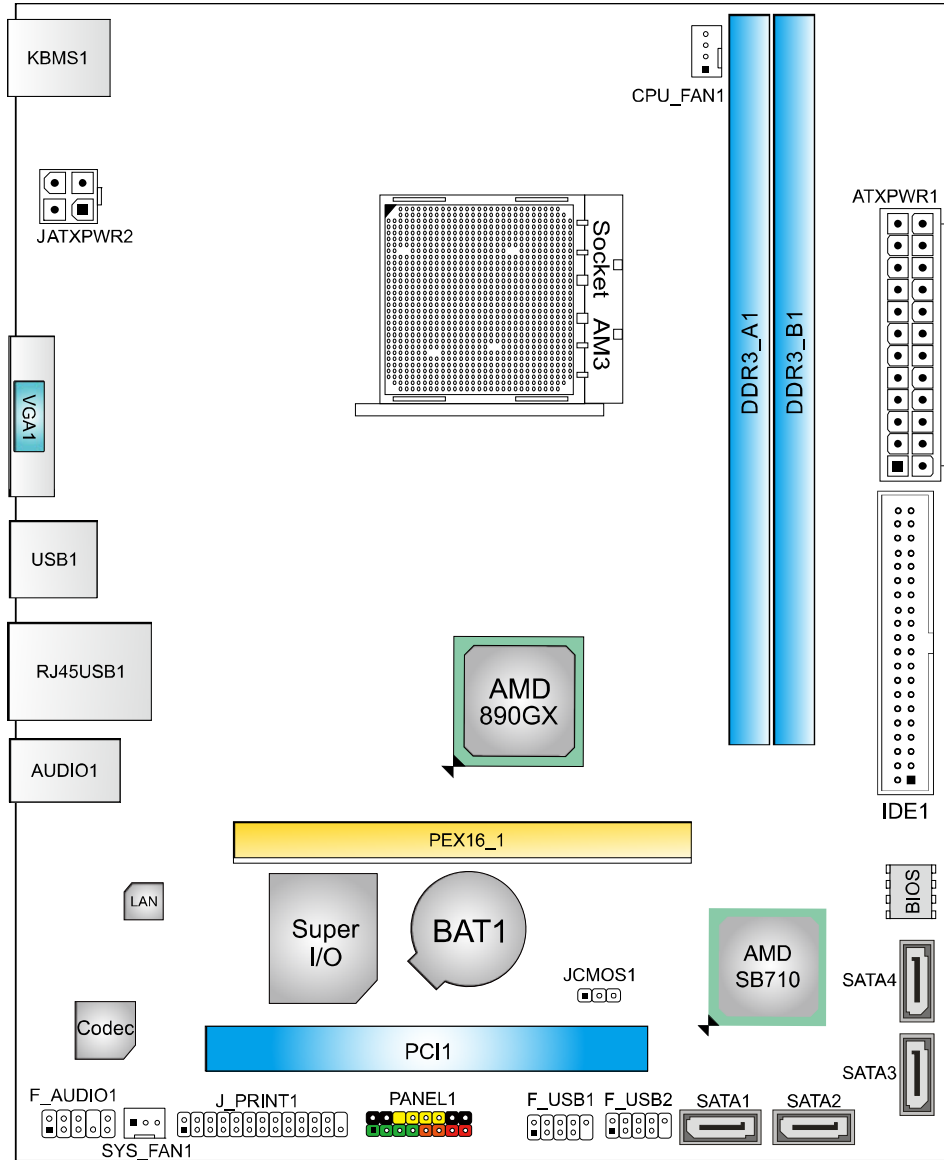 KBMS1
CPU_FAN1
JATXPWR2
ATXPWR1
Socket AM3
DDR3_A1
DDR3_B1
VGA1
USB1
RJ45USB1
AMD
890GX
AUDIO1
IDE1
PEX16_1
LAN
Super
I/O
BAT1
BIOS
AMD
SB710
JCMOS1
SATA4
Codec
PCI1
SATA3
F_AUDIO1
J_PRINT1
PANEL1
F_USB1
F_USB2
SATA1
SATA2
SYS_FAN1